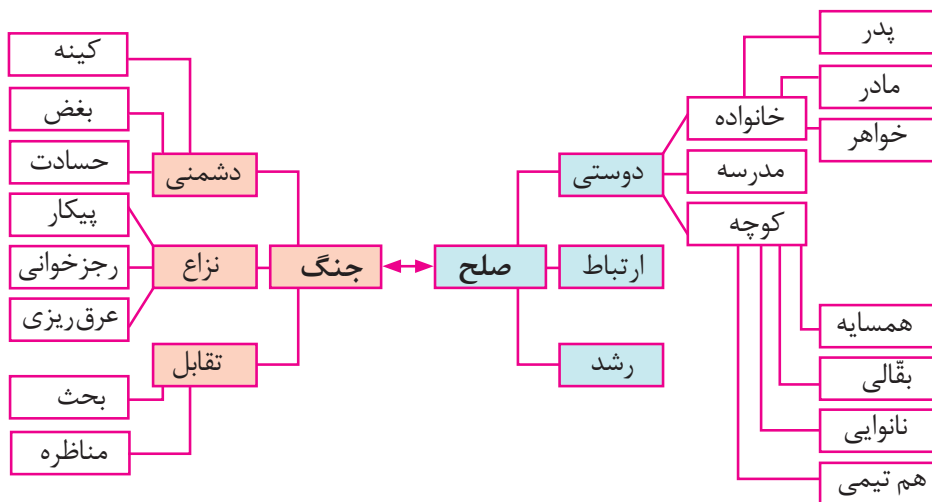 پدر
مادر
خواهر
خانواده
مدرسه
کوچه
همسایه
بقّالی
نانوایی
هم تیمی
دوستی
ارتباط
رشد
صلح
جنگ
دشمنی
نزاع
تقابل
کینه
بغض
حسادت
پیکار
رجزخوانی
عرق‌ریزی
بحث
مناظره